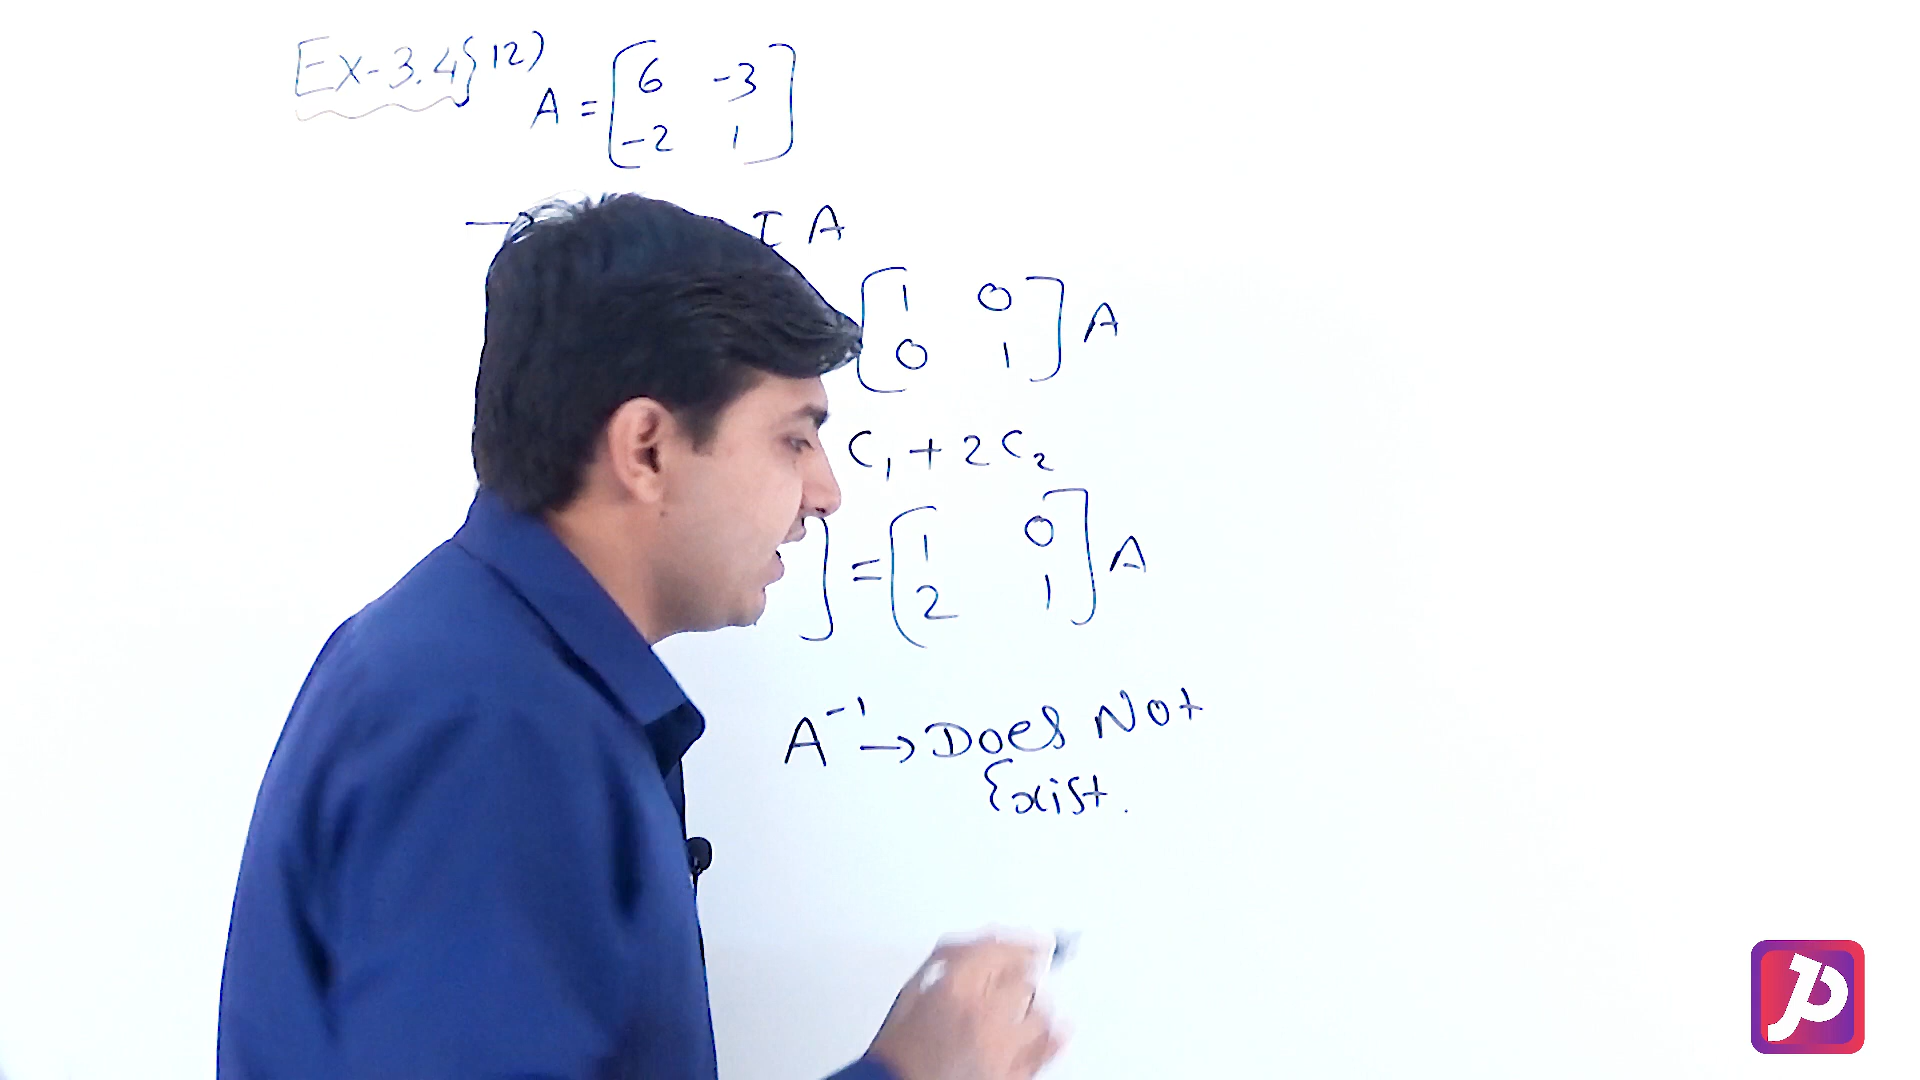 Ex-3.4} 12)
A = [6 -3
-2 1]
→ I A
[1 0
0 1] A
C₁ + 2C₂
] = [1 0
2 1] A
A⁻¹ → Does Not
Exist.